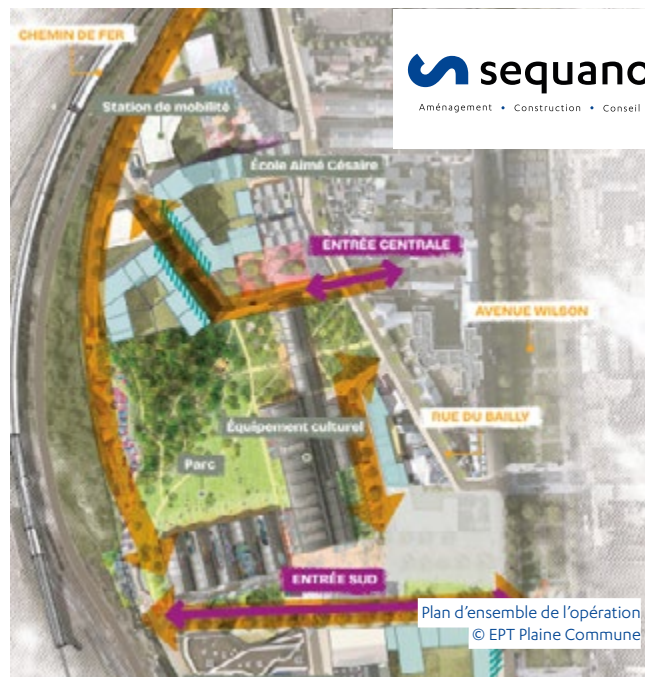 CHEMIN DE FER
sequano
Aménagement • Construction • Conseil
Station de mobilité
École Aimé Césaire
ENTRÉE CENTRALE
AVENUE WILSON
RUE DU BAILLY
Équipement culturel
Parc
ENTRÉE SUD
Plan d'ensemble de l'opération
© EPT Plaine Commune